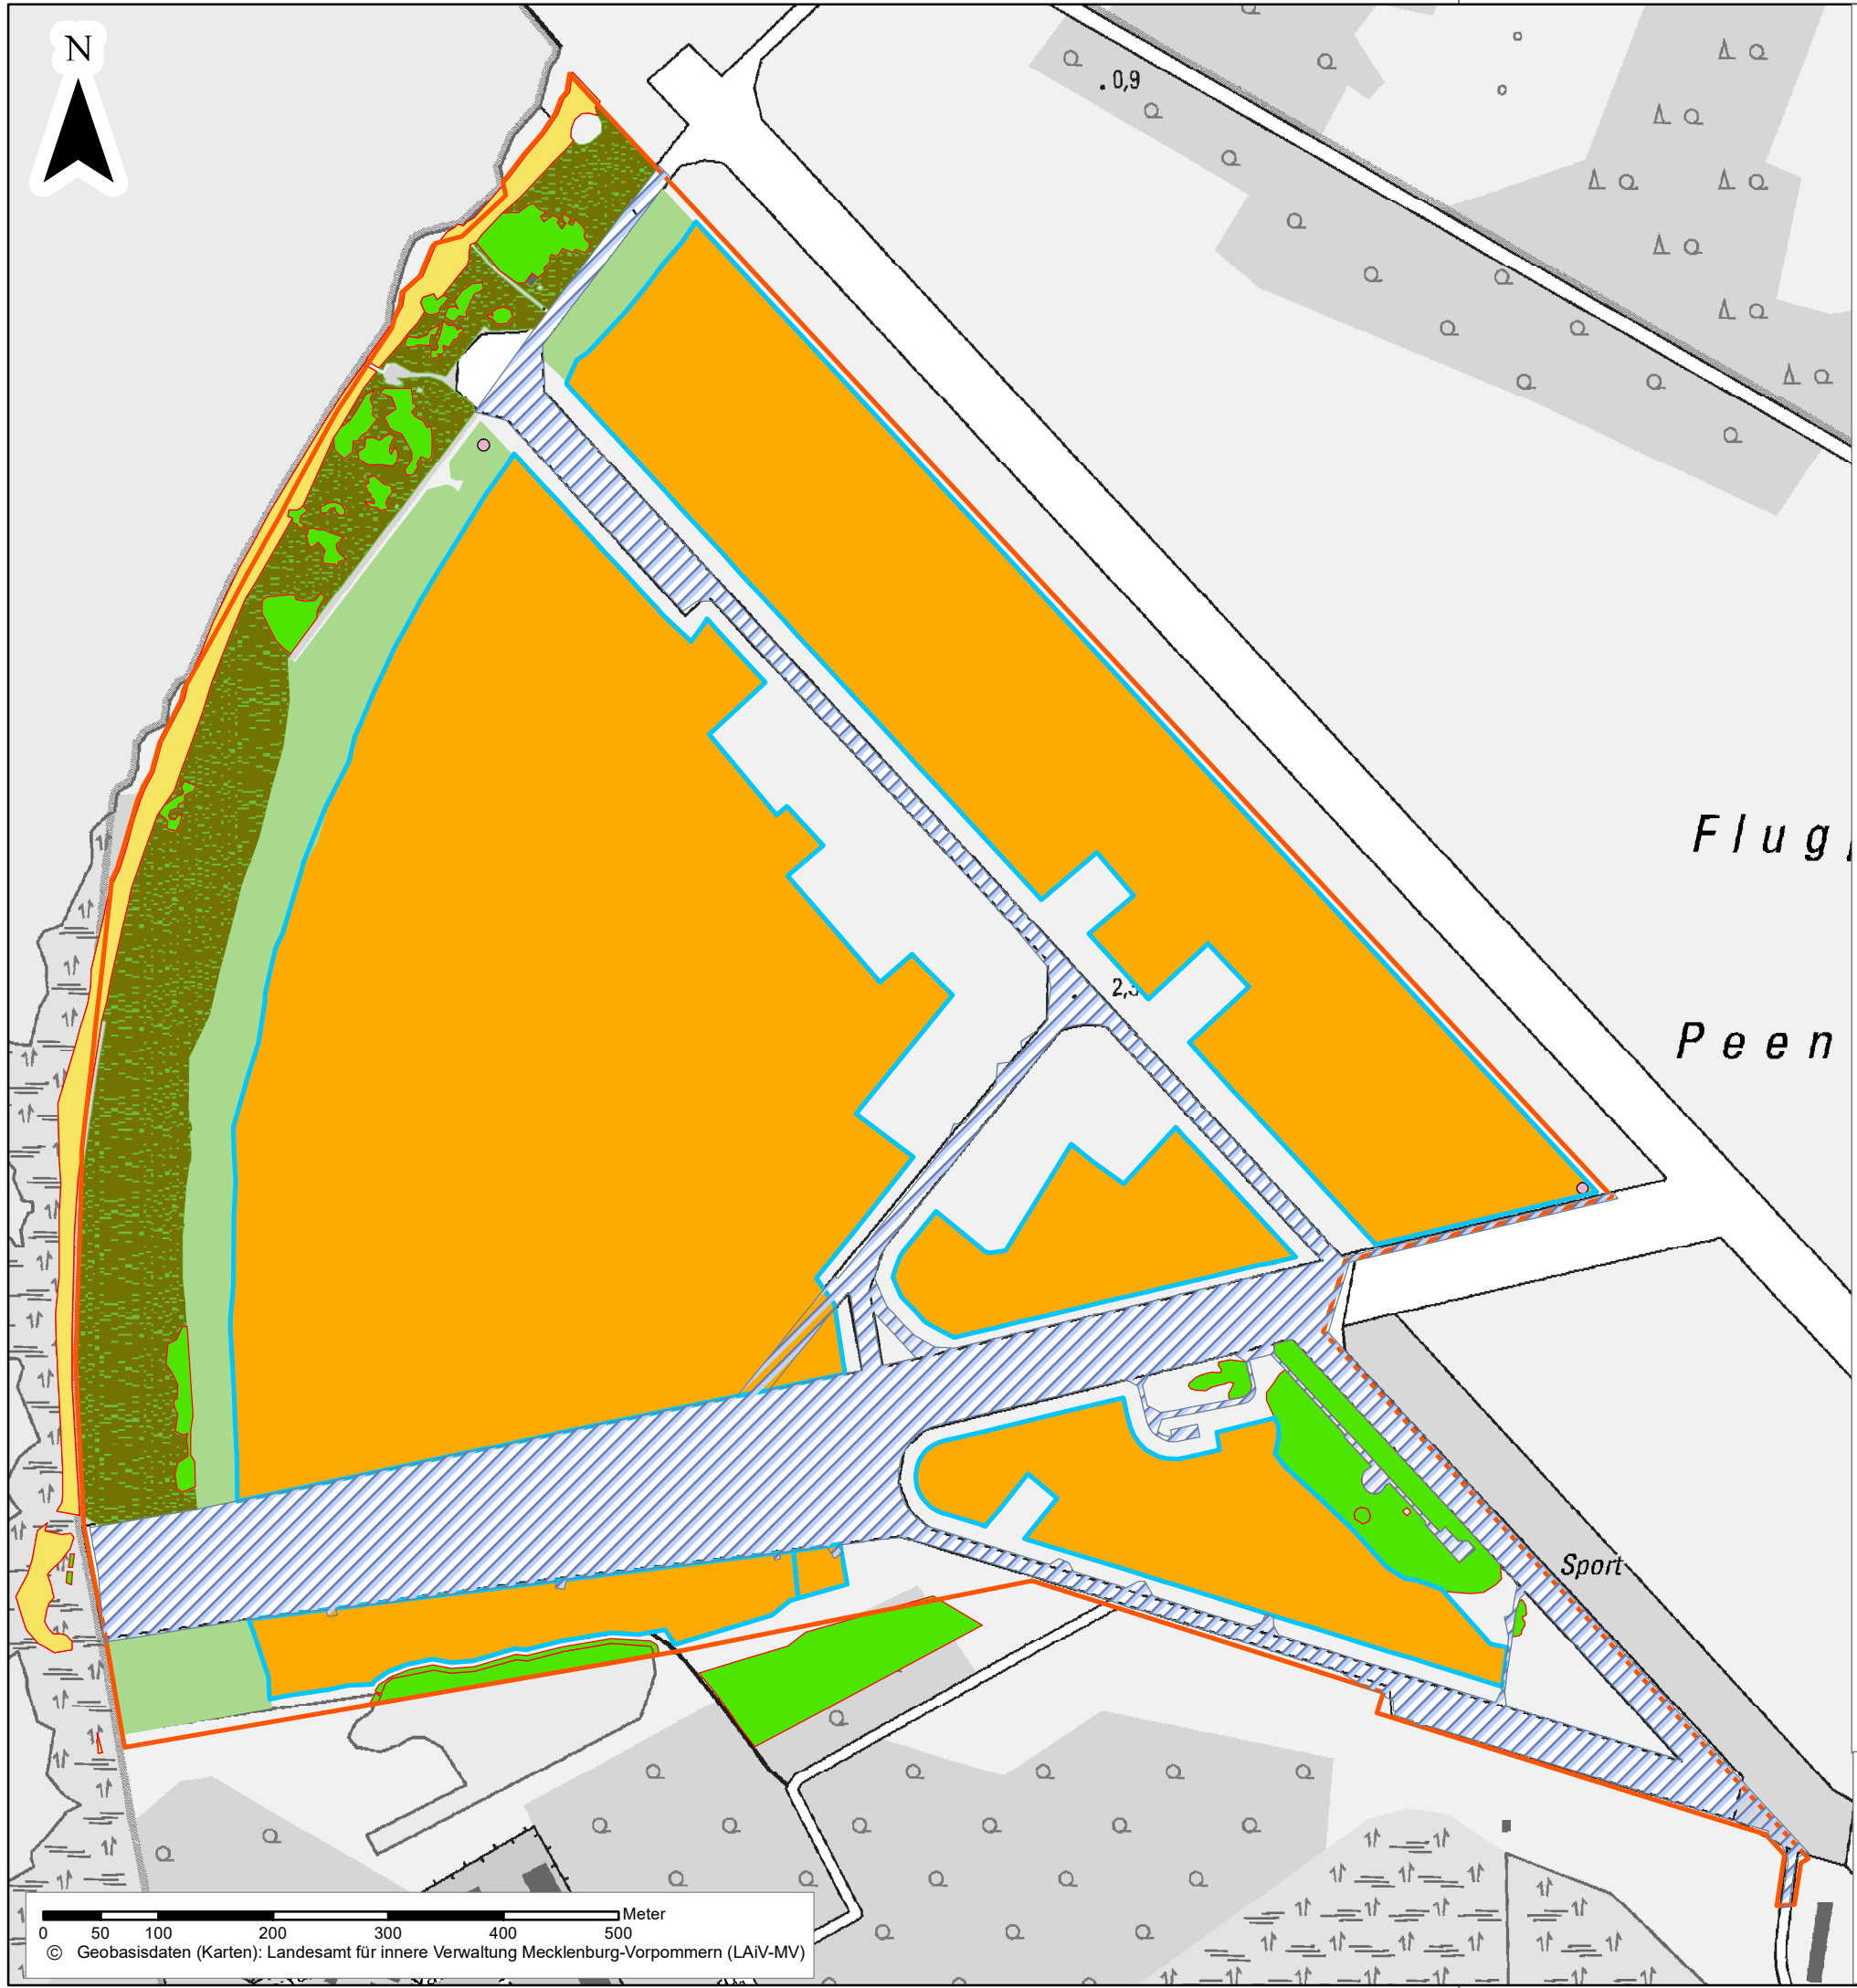 N
0,9
Flug
2,5
Peen
Sport
Meter
0 50 100 200 300 400 500
© Geobasisdaten (Karten): Landesamt für innere Verwaltung Mecklenburg-Vorpommern (LAiV-MV)